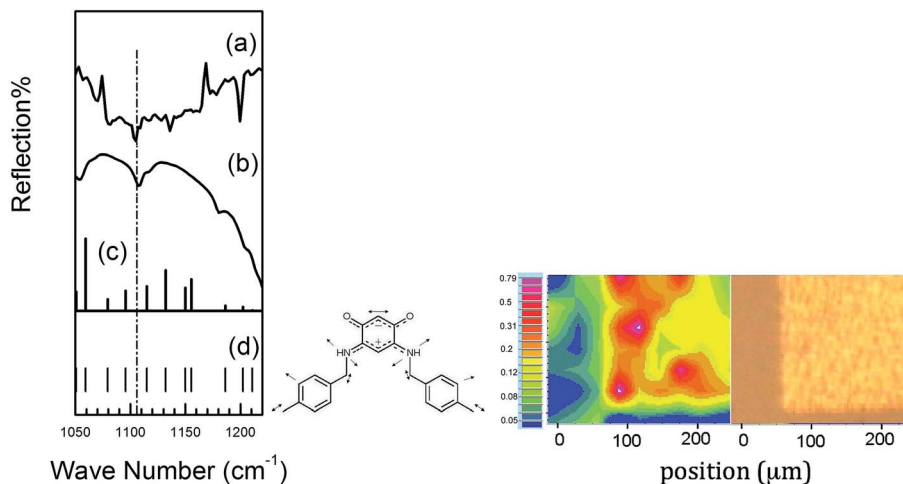 (a)
(b)
(c)
(d)
Reflection%
1050 1100 1150 1200
Wave Number (cm⁻¹)
O O
NH HN
−
+
0.79
0.5
0.31
0.2
0.12
0.08
0.05
0 100 200 0 100 200
position (μm)